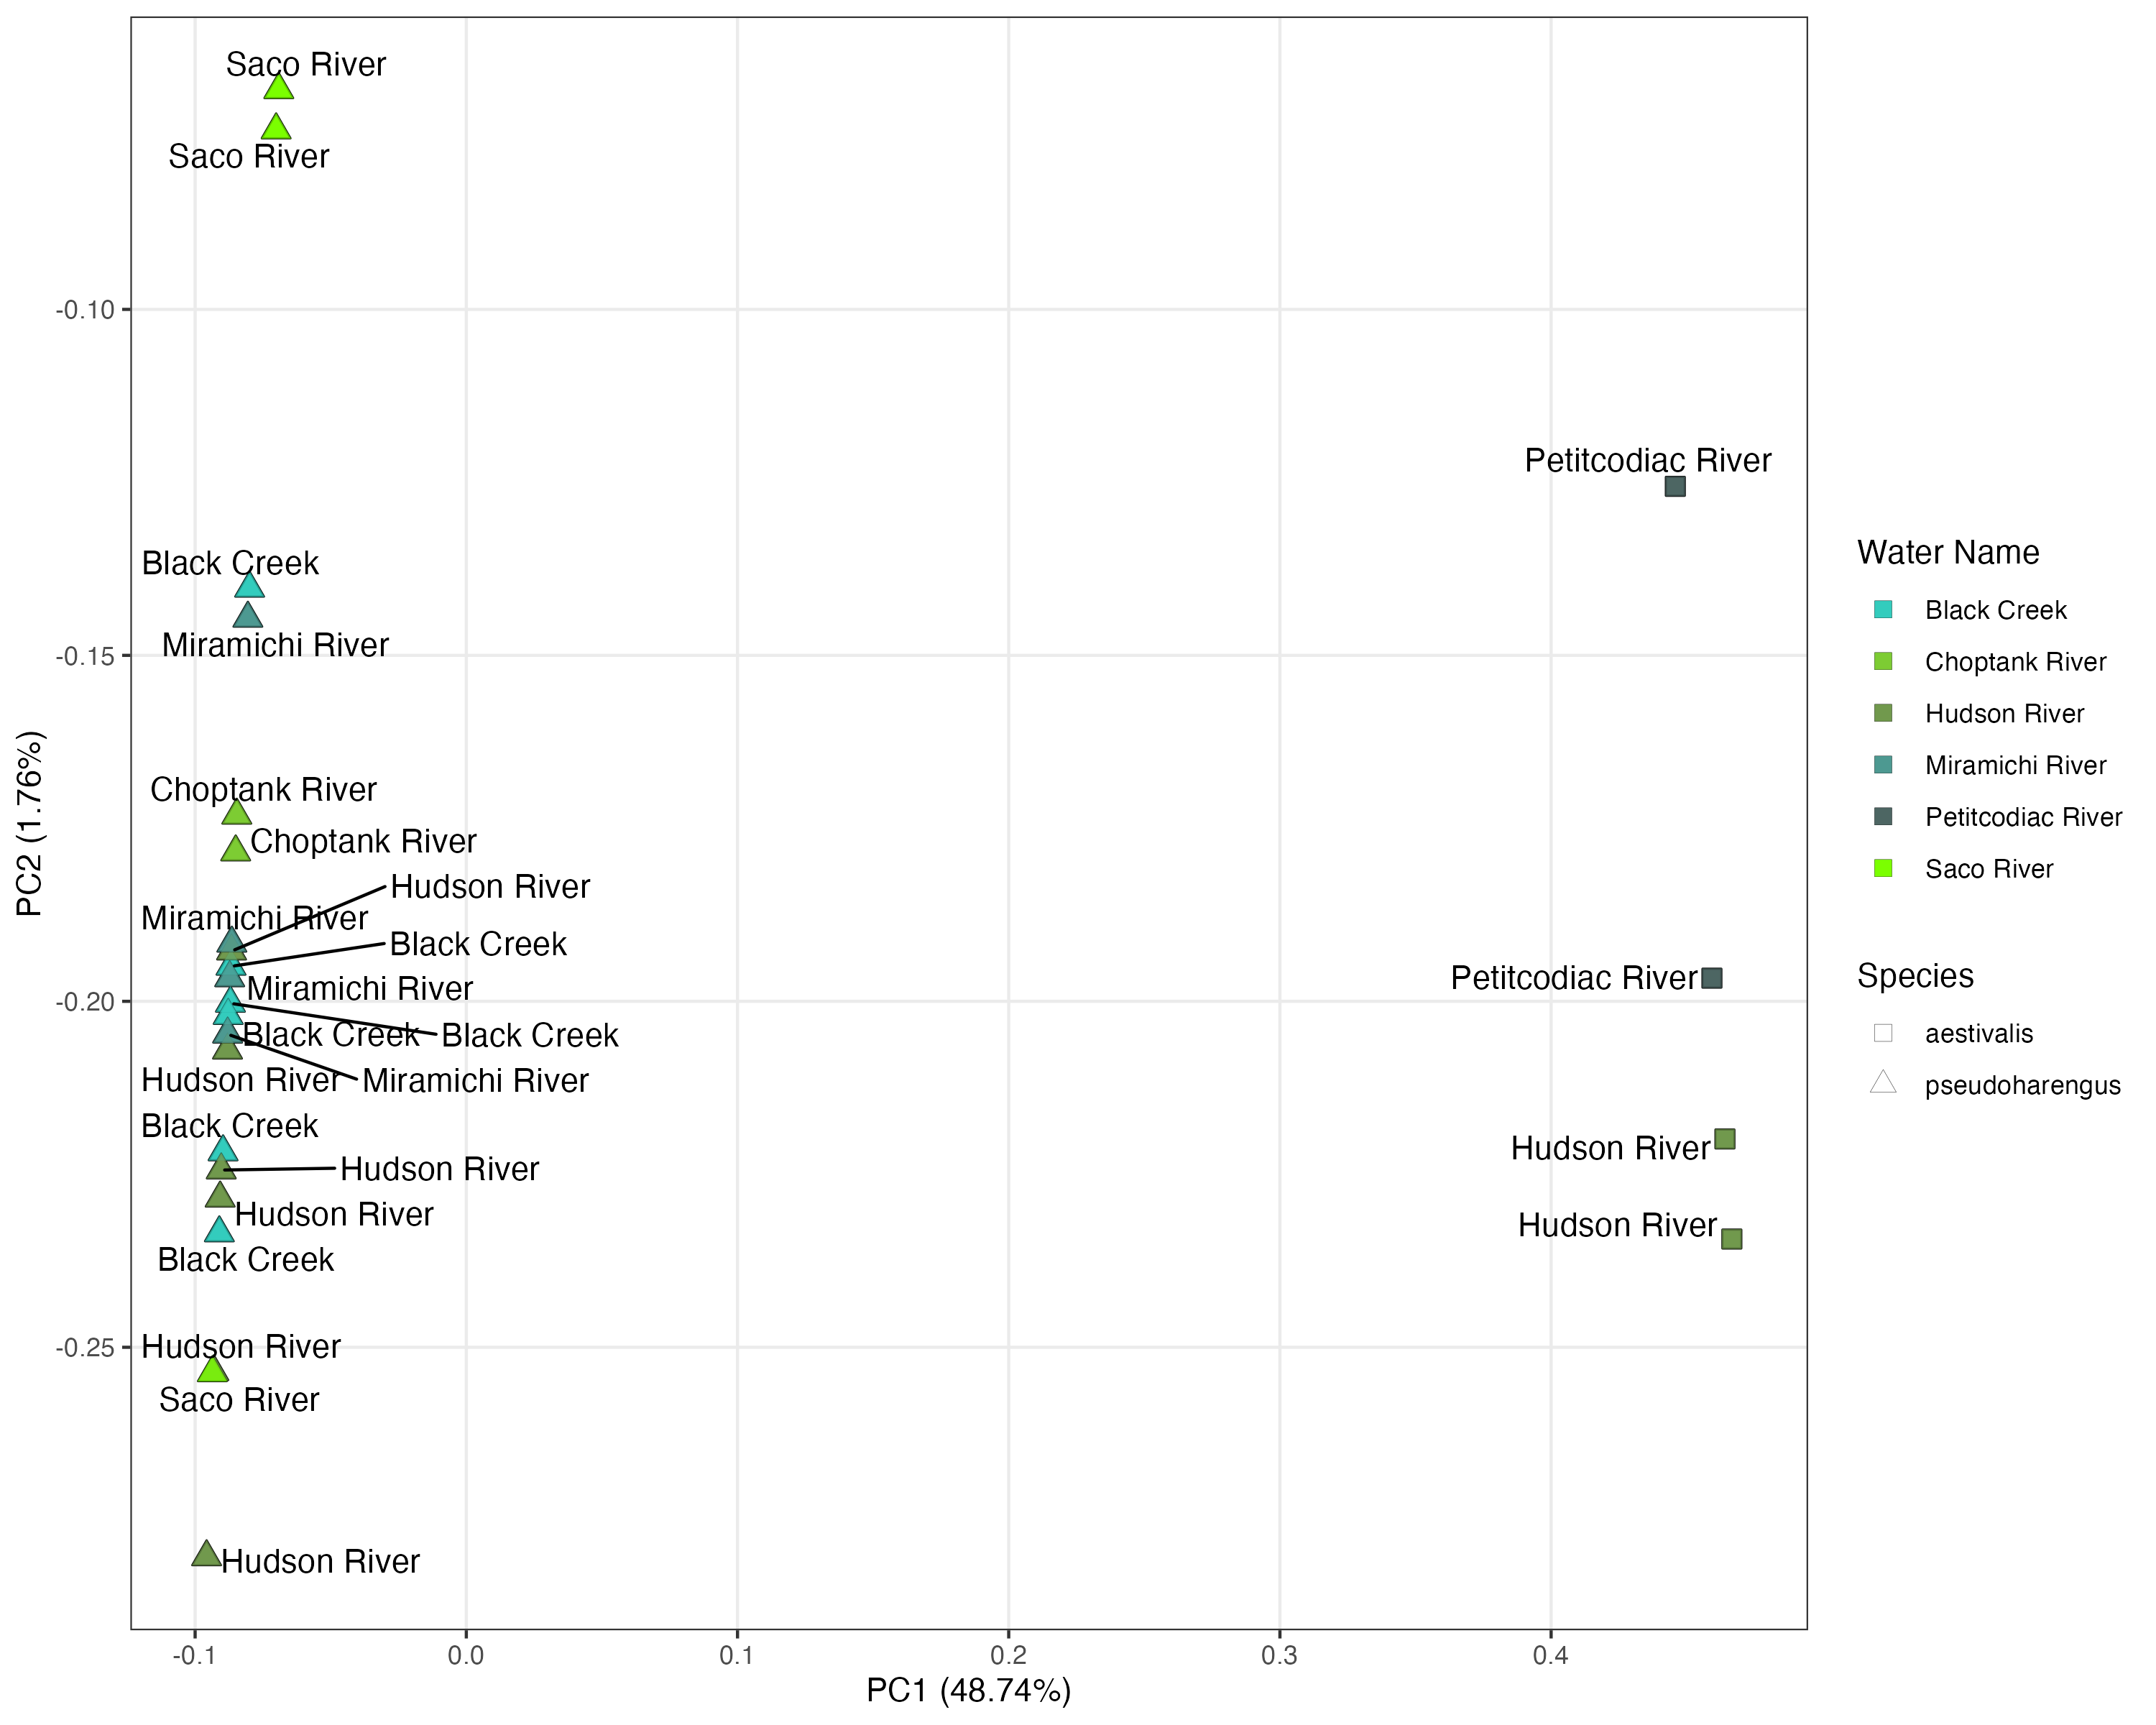 Saco River
Saco River
-0.10
Petitcodiac River
Black Creek
Miramichi River
-0.15
Choptank River
Choptank River
Hudson River
Miramichi River
Black Creek
Petitcodiac River
Miramichi River
-0.20
Black Creek
Black Creek
Hudson River
Miramichi River
Black Creek
Hudson River
Hudson River
Hudson River
Hudson River
Black Creek
Hudson River
-0.25
Saco River
Hudson River
PC2 (1.76%)
-0.1
0.0
0.1
0.2
0.3
0.4
PC1 (48.74%)
Water Name
Black Creek
Choptank River
Hudson River
Miramichi River
Petitcodiac River
Saco River
Species
aestivalis
pseudoharengus